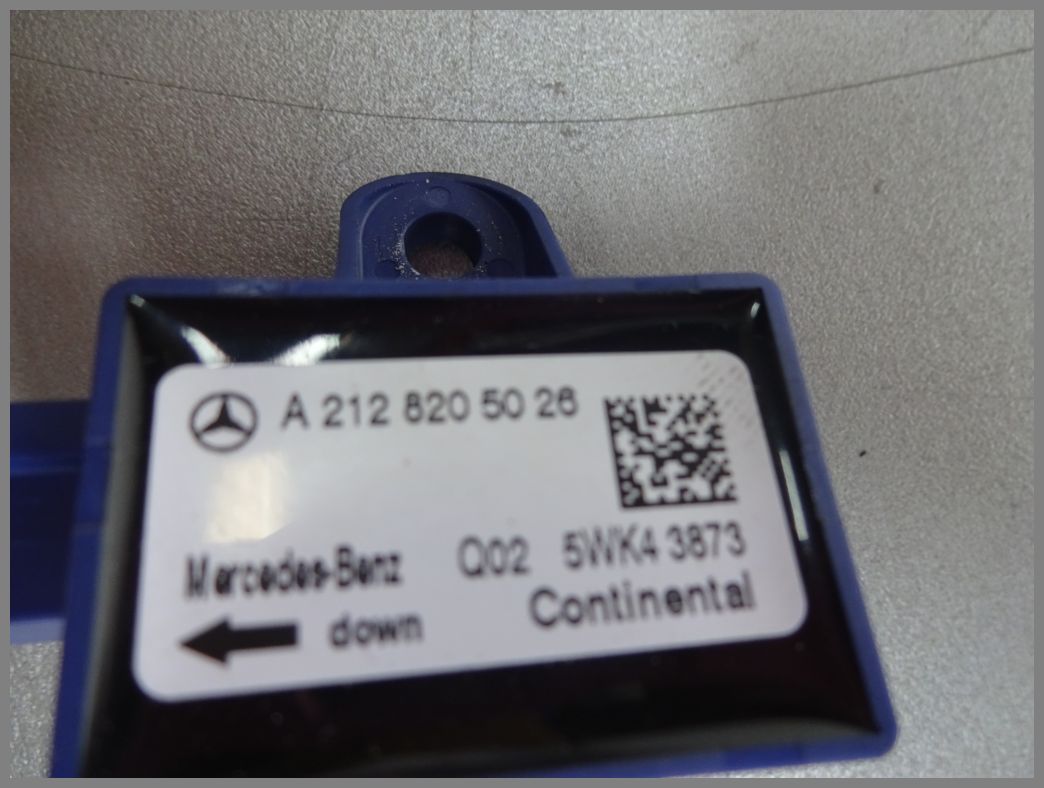 A 212 820 50 26
Mercedes-Benz Q02 5WK4 3873
down Continental